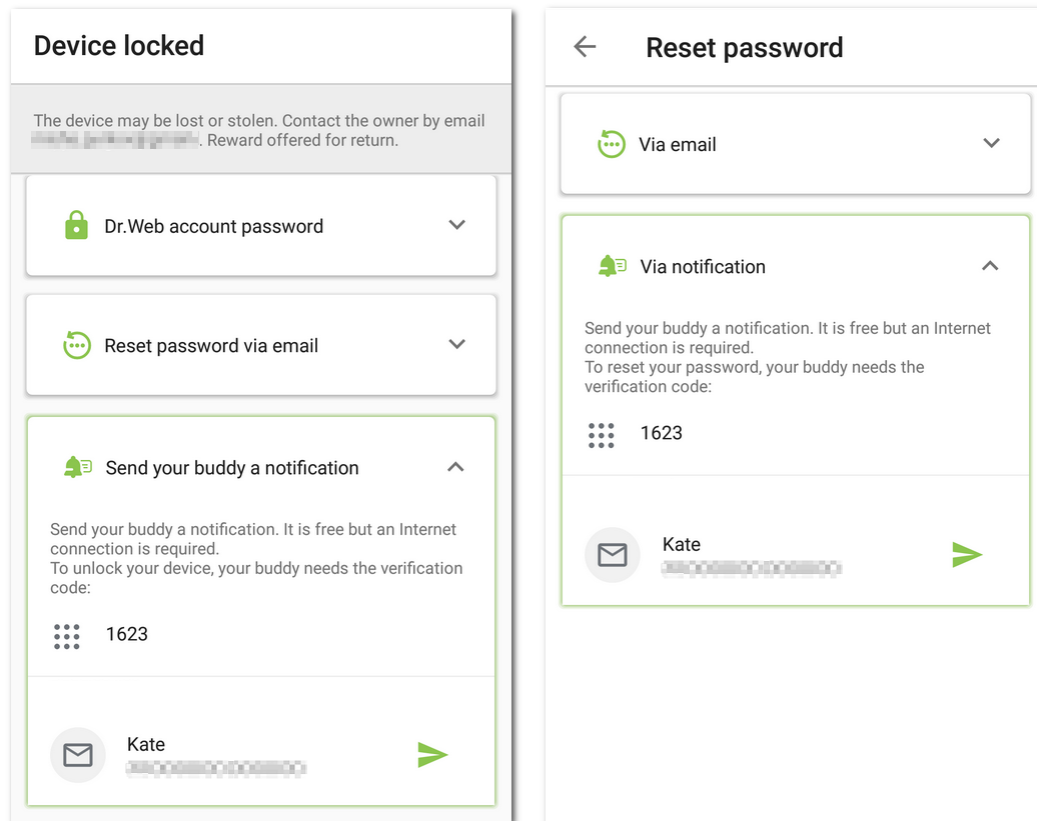 Device locked
The device may be lost or stolen. Contact the owner by email
. Reward offered for return.
Dr.Web account password
Reset password via email
Send your buddy a notification
Send your buddy a notification. It is free but an Internet
connection is required.
To unlock your device, your buddy needs the verification
code:
1623
Kate
Reset password
Via email
Via notification
Send your buddy a notification. It is free but an Internet
connection is required.
To reset your password, your buddy needs the
verification code:
1623
Kate